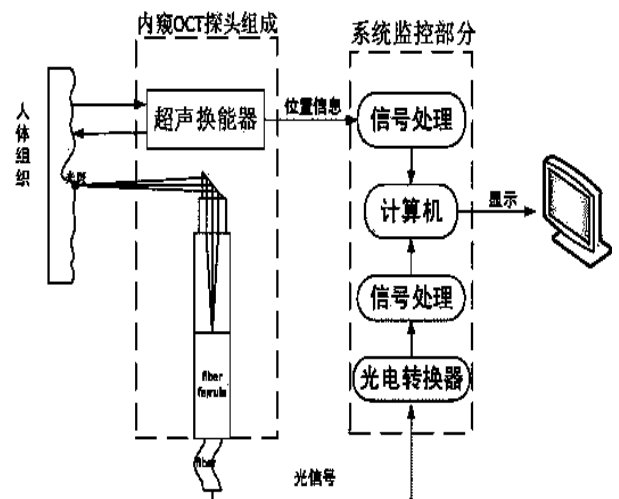 内窥OCT探头组成
系统监控部分
人体组织
超声换能器
位置信息
信号处理
光斑
计算机
显示
信号处理
光电转换器
fiber
ferrule
fiber
光信号